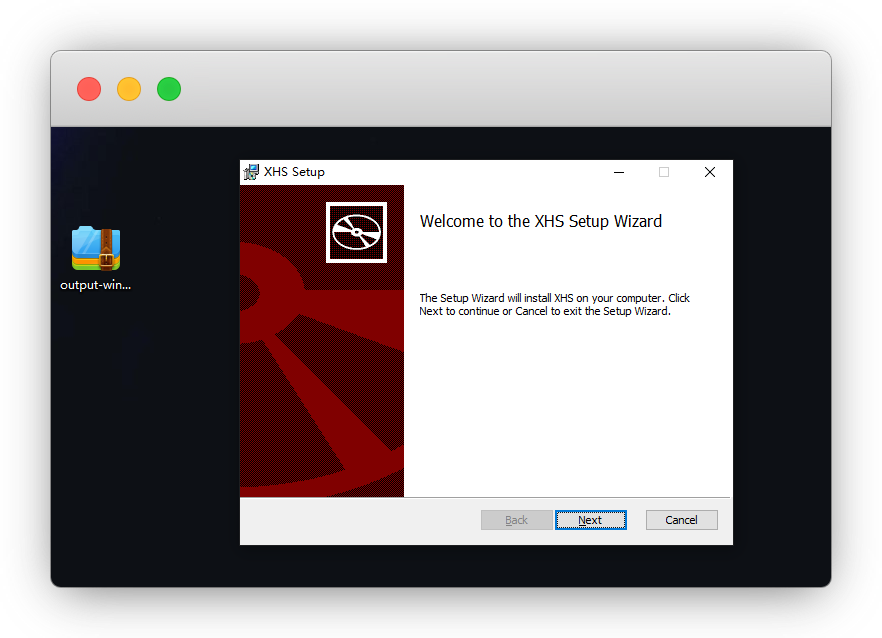 XHS Setup
output-win...
Welcome to the XHS Setup Wizard
The Setup Wizard will install XHS on your computer. Click
Next to continue or Cancel to exit the Setup Wizard.
Back
Next
Cancel